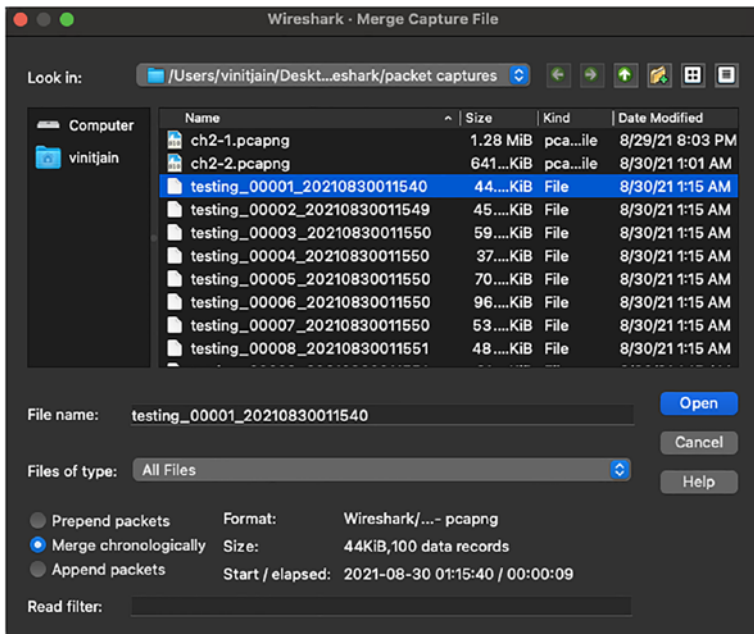 Wireshark · Merge Capture File
Look in: /Users/vinitjain/Deskt...eshark/packet captures
Computer
vinitjain
Name Size Kind Date Modified
ch2-1.pcapng 1.28 MiB pca...ile 8/29/21 8:03 PM
ch2-2.pcapng 641...KiB pca...ile 8/30/21 1:01 AM
testing_00001_20210830011540 44....KiB File 8/30/21 1:15 AM
testing_00002_20210830011549 45....KiB File 8/30/21 1:15 AM
testing_00003_20210830011550 59....KiB File 8/30/21 1:15 AM
testing_00004_20210830011550 37....KiB File 8/30/21 1:15 AM
testing_00005_20210830011550 70....KiB File 8/30/21 1:15 AM
testing_00006_20210830011550 96....KiB File 8/30/21 1:15 AM
testing_00007_20210830011550 53....KiB File 8/30/21 1:15 AM
testing_00008_20210830011551 48....KiB File 8/30/21 1:15 AM
File name: testing_00001_20210830011540 Open
Cancel
Files of type: All Files Help
Prepend packets Format: Wireshark/...- pcapng
Merge chronologically Size: 44KiB,100 data records
Append packets Start / elapsed: 2021-08-30 01:15:40 / 00:00:09
Read filter: